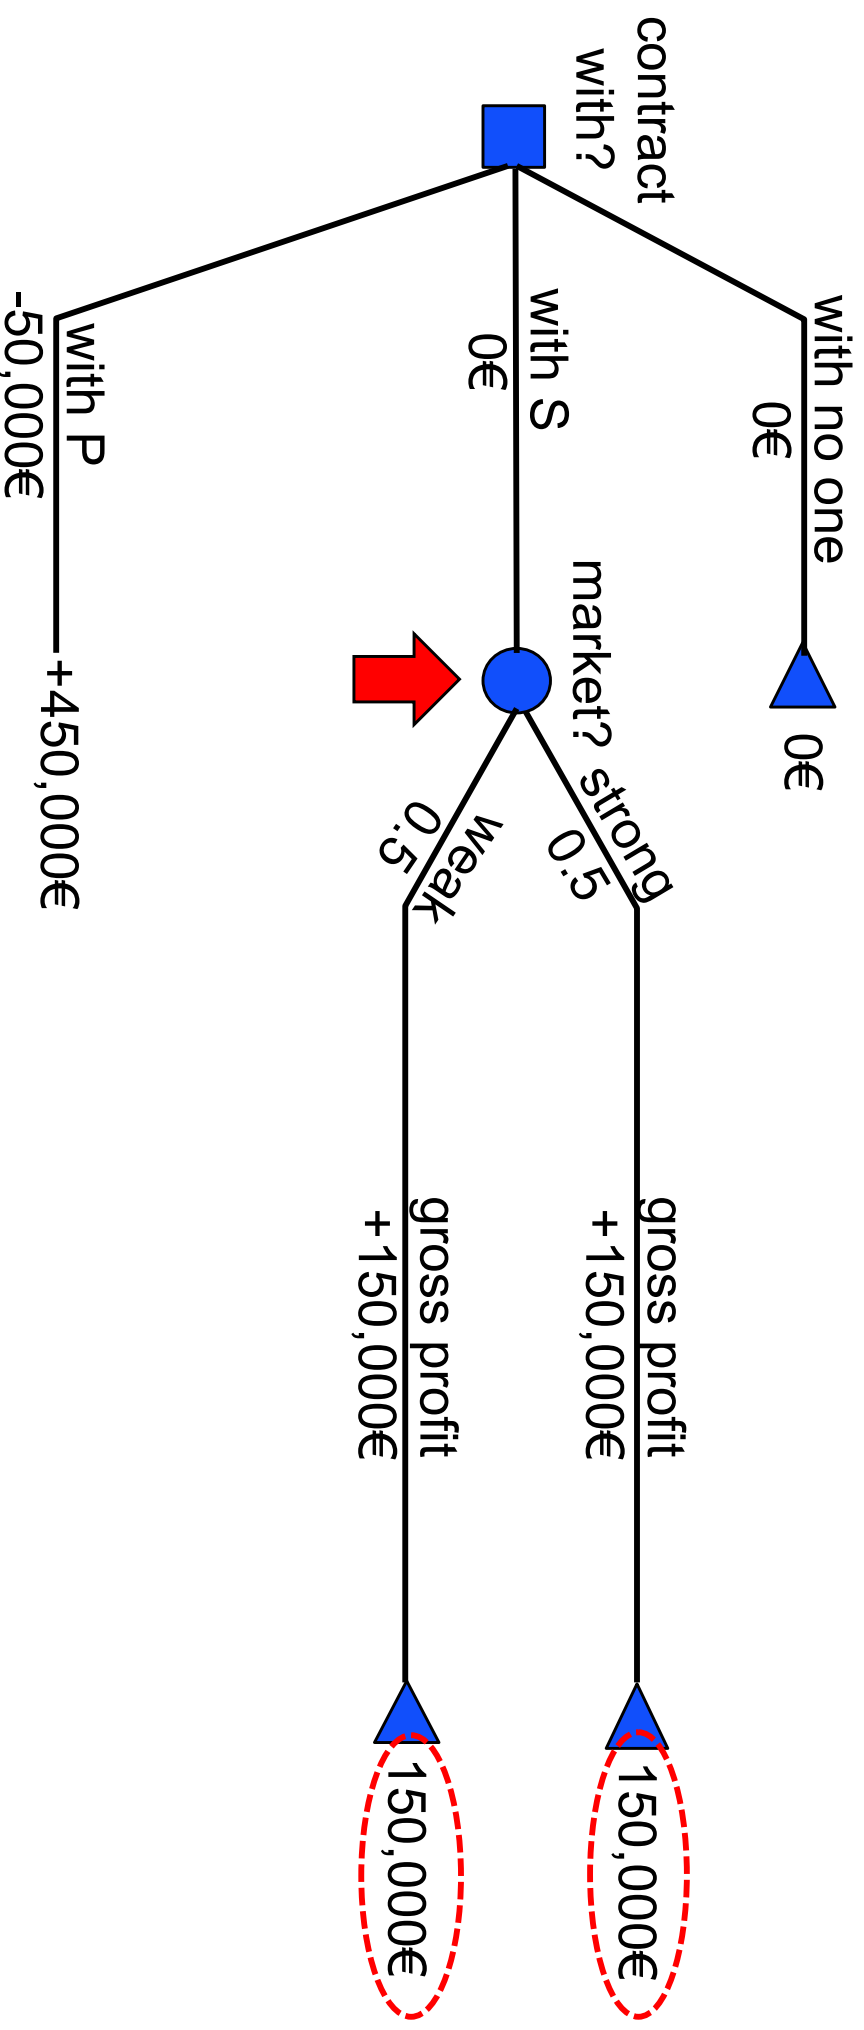 contract
with?
with no one
0€
0€
with S
0€
market?
strong
0.5
gross profit
+150,000€
150,000€
weak
0.5
gross profit
+150,000€
150,000€
with P
-50,000€
+450,000€